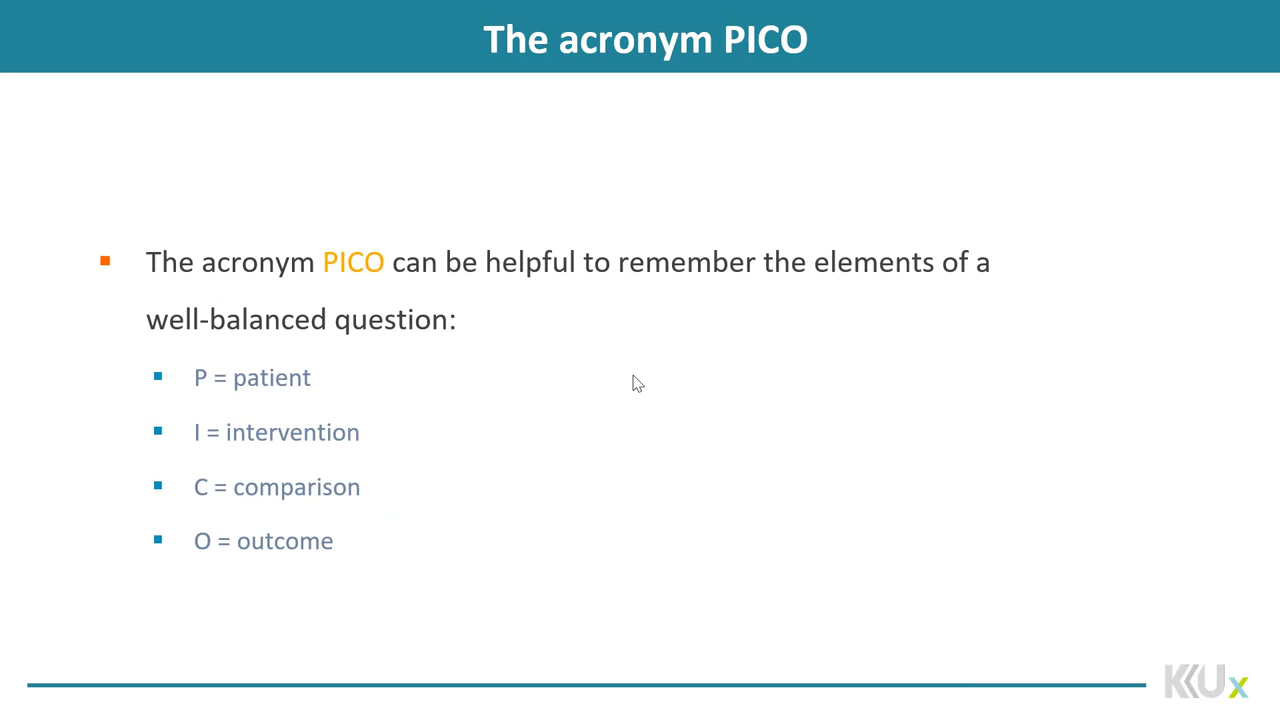 The acronym PICO
The acronym PICO can be helpful to remember the elements of a
well-balanced question:
P = patient
I = intervention
C = comparison
O = outcome
KKUx